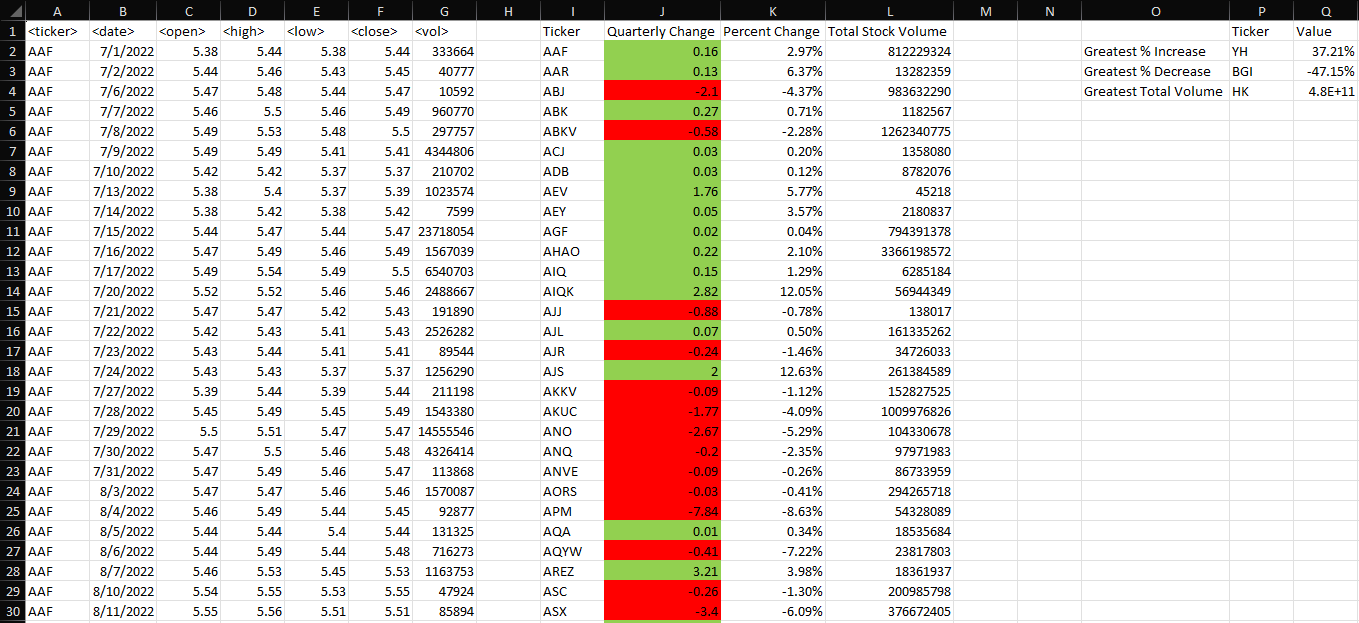 A B C D E F G H I J K L M N O P Q
1 <ticker> <date> <open> <high> <low> <close> <vol> Ticker Quarterly Change Percent Change Total Stock Volume Ticker Value
2 AAF 7/1/2022 5.38 5.44 5.38 5.44 333664 AAF 0.16 2.97% 812229324 Greatest % Increase YH 37.21%
3 AAF 7/2/2022 5.44 5.46 5.43 5.45 40777 AAR 0.13 6.37% 13282359 Greatest % Decrease BGI -47.15%
4 AAF 7/6/2022 5.47 5.48 5.44 5.47 10592 ABJ -2.1 -4.37% 983632290 Greatest Total Volume HK 4.8E+11
5 AAF 7/7/2022 5.46 5.5 5.46 5.49 960770 ABK 0.27 0.71% 1182567
6 AAF 7/8/2022 5.49 5.53 5.48 5.5 297757 ABKV -0.58 -2.28% 1262340775
7 AAF 7/9/2022 5.49 5.49 5.41 5.41 4344806 ACJ 0.03 0.20% 1358080
8 AAF 7/10/2022 5.42 5.42 5.37 5.37 210702 ADB 0.03 0.12% 8782076
9 AAF 7/13/2022 5.38 5.4 5.37 5.39 1023574 AEV 1.76 5.77% 45218
10 AAF 7/14/2022 5.38 5.42 5.38 5.42 7599 AEY 0.05 3.57% 2180837
11 AAF 7/15/2022 5.44 5.47 5.44 5.47 23718054 AGF 0.02 0.04% 794391378
12 AAF 7/16/2022 5.47 5.49 5.46 5.49 1567039 AHAO 0.22 2.10% 3366198572
13 AAF 7/17/2022 5.49 5.54 5.49 5.5 6540703 AIQ 0.15 1.29% 6285184
14 AAF 7/20/2022 5.52 5.52 5.46 5.46 2488667 AIQK 2.82 12.05% 56944349
15 AAF 7/21/2022 5.47 5.47 5.42 5.43 191890 AJJ -0.88 -0.78% 138017
16 AAF 7/22/2022 5.42 5.43 5.41 5.43 2526282 AJL 0.07 0.50% 161335262
17 AAF 7/23/2022 5.43 5.44 5.41 5.41 89544 AJR -0.24 -1.46% 34726033
18 AAF 7/24/2022 5.43 5.43 5.37 5.37 1256290 AJS 2 12.63% 261384589
19 AAF 7/27/2022 5.39 5.44 5.39 5.44 211198 AKKV -0.09 -1.12% 152827525
20 AAF 7/28/2022 5.45 5.49 5.45 5.49 1543380 AKUC -1.77 -4.09% 1009976826
21 AAF 7/29/2022 5.5 5.51 5.47 5.47 14555546 ANO -2.67 -5.29% 104330678
22 AAF 7/30/2022 5.47 5.5 5.46 5.48 4326414 ANQ -0.2 -2.35% 97971983
23 AAF 7/31/2022 5.47 5.49 5.46 5.47 113868 ANVE -0.09 -0.26% 86733959
24 AAF 8/3/2022 5.47 5.47 5.46 5.46 1570087 AORS -0.03 -0.41% 294265718
25 AAF 8/4/2022 5.46 5.49 5.44 5.45 92877 APM -7.84 -8.63% 54328089
26 AAF 8/5/2022 5.44 5.44 5.4 5.44 131325 AQA 0.01 0.34% 18535684
27 AAF 8/6/2022 5.44 5.49 5.44 5.48 716273 AQYW -0.41 -7.22% 23817803
28 AAF 8/7/2022 5.46 5.53 5.45 5.53 1163753 AREZ 3.21 3.98% 18361937
29 AAF 8/10/2022 5.54 5.55 5.53 5.55 47924 ASC -0.26 -1.30% 200985798
30 AAF 8/11/2022 5.55 5.56 5.51 5.51 85894 ASX -3.4 -6.09% 376672405